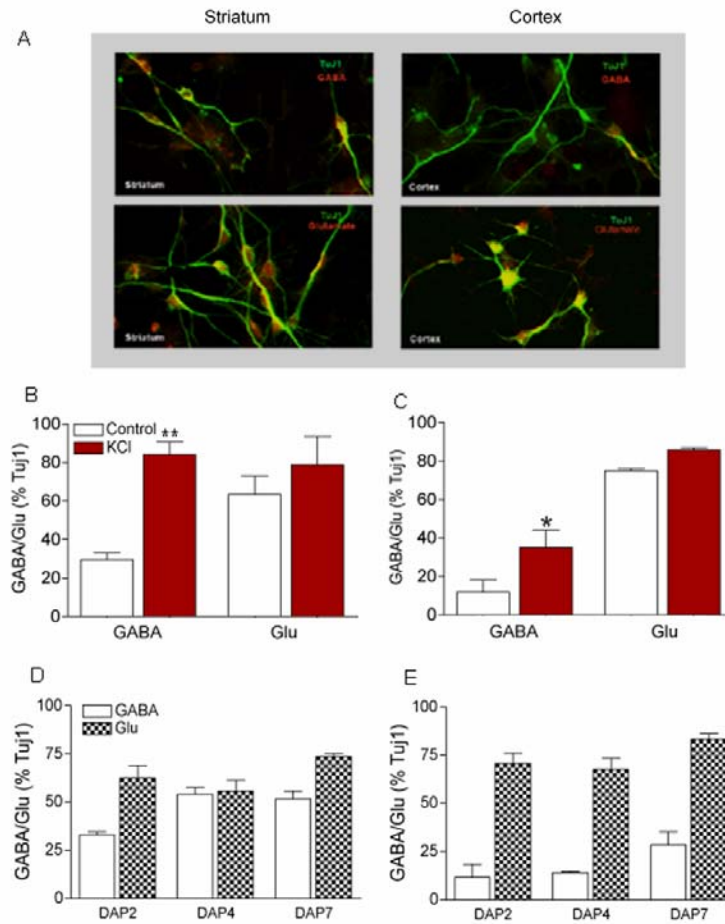 Striatum Cortex
A
TuJ1 TuJ1
GABA GABA
Striatum Cortex
TuJ1 TuJ1
Glutamate Glutamate
Striatum Cortex
B C
GABA/Glu (% Tuj1)
100
80
60
40
20
0
Control
KCl
**
GABA Glu
GABA/Glu (% Tuj1)
100
80
60
40
20
0
*
GABA Glu
D E
GABA/Glu (% Tuj1)
100
75
50
25
0
GABA
Glu
DAP2 DAP4 DAP7
GABA/Glu (% Tuj1)
100
75
50
25
0
DAP2 DAP4 DAP7